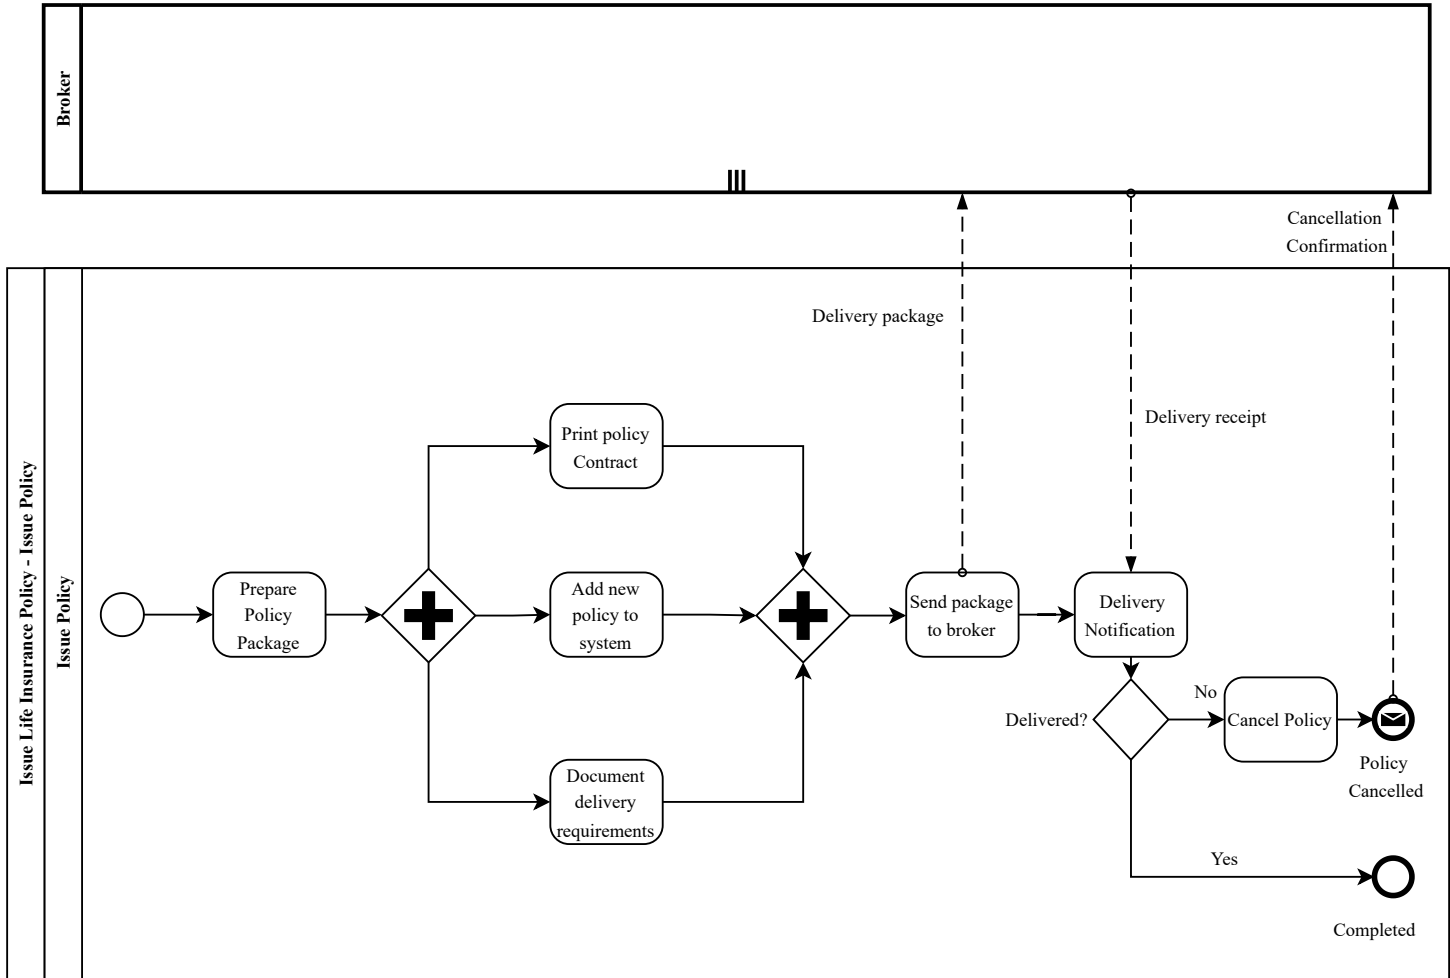 Broker
Cancellation
Confirmation
Issue Life Insurance Policy - Issue Policy
Issue Policy
Delivery package
Delivery receipt
Print policy
Contract
Prepare
Policy
Package
Add new
policy to
system
Send package
to broker
Delivery
Notification
Delivered?
No
Cancel Policy
Policy
Cancelled
Document
delivery
requirements
Yes
Completed